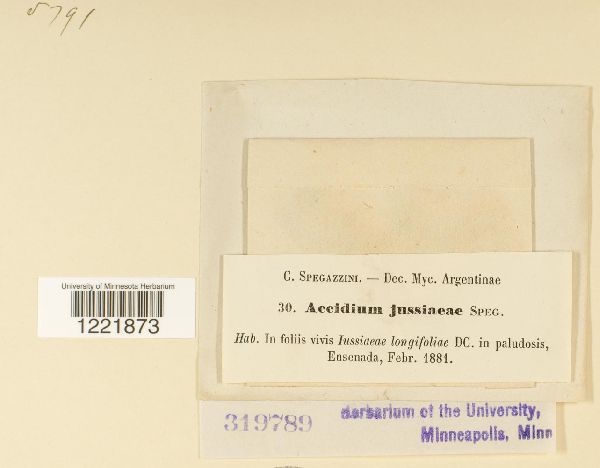 5791
C. SPEGAZZINI. — Dec. Myc. Argentinae
30. Aecidium Jussiaeae SPEG.
Hab. In foliis vivis Iussiaeae longifoliae DC. in paludosis,
Ensenada, Febr. 1881.
University of Minnesota Herbarium
1221873
319789
Herbarium of the University,
Minneapolis, Minn